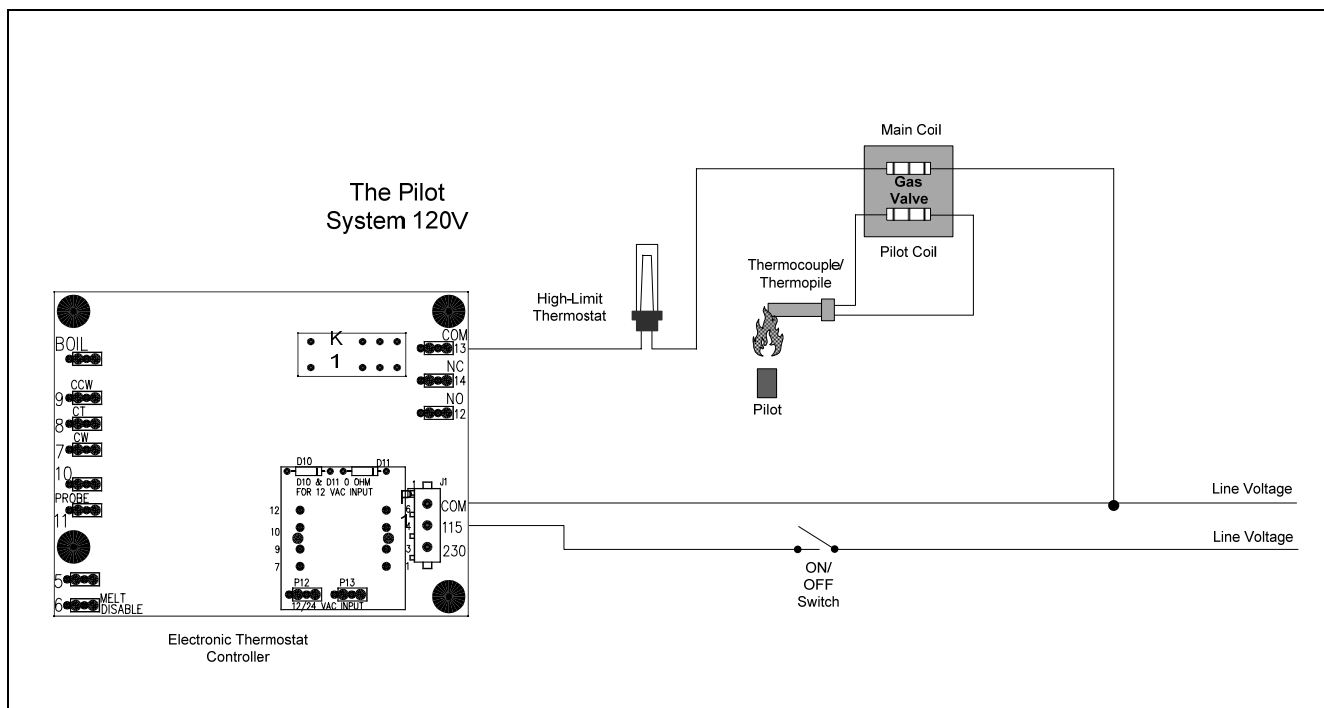 The Pilot
System 120V
Main Coil
Gas
Valve
Pilot Coil
Thermocouple/
Thermopile
High-Limit
Thermostat
Pilot
K
1
COM
13
NC
14
NO
12
BOIL
CCW
9
CT
8
CW
7
10
PROBE
11
5
6
MELT
DISABLE
D10
D11
D10 & D11 0 OHM
FOR 12 VAC INPUT
12
10
9
7
6
4
3
1
P12
P13
12/24 VAC INPUT
J1
COM
115
230
Line Voltage
Line Voltage
ON/
OFF
Switch
Electronic Thermostat
Controller